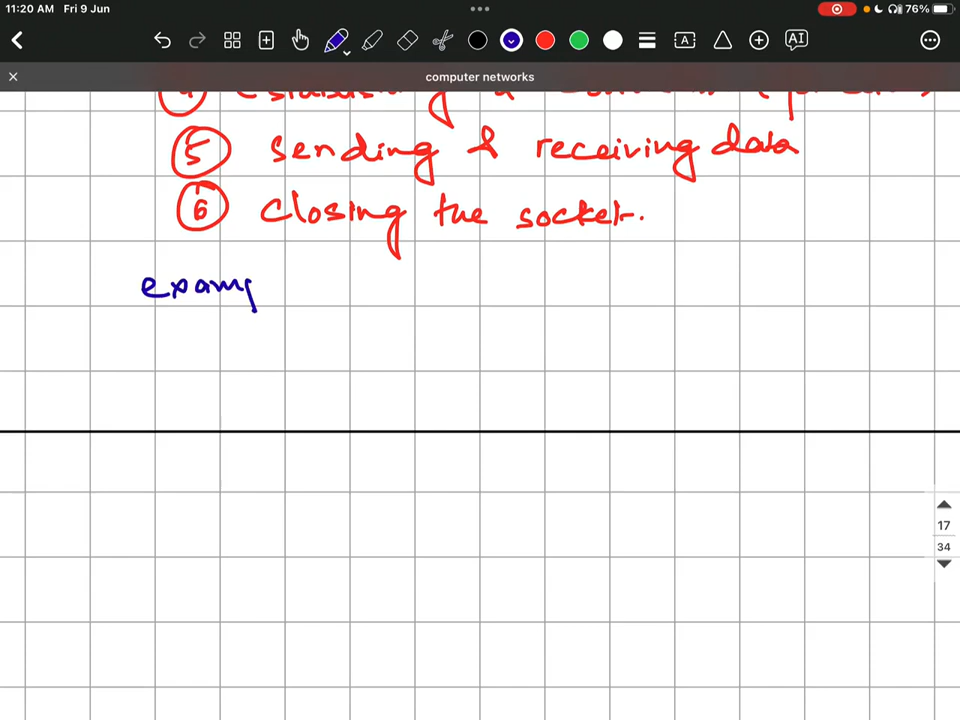 11:20 AM Fri 9 Jun
76%
A
AI
computer networks
5 sending & receiving data
6 closing the socket.
examp
17
34